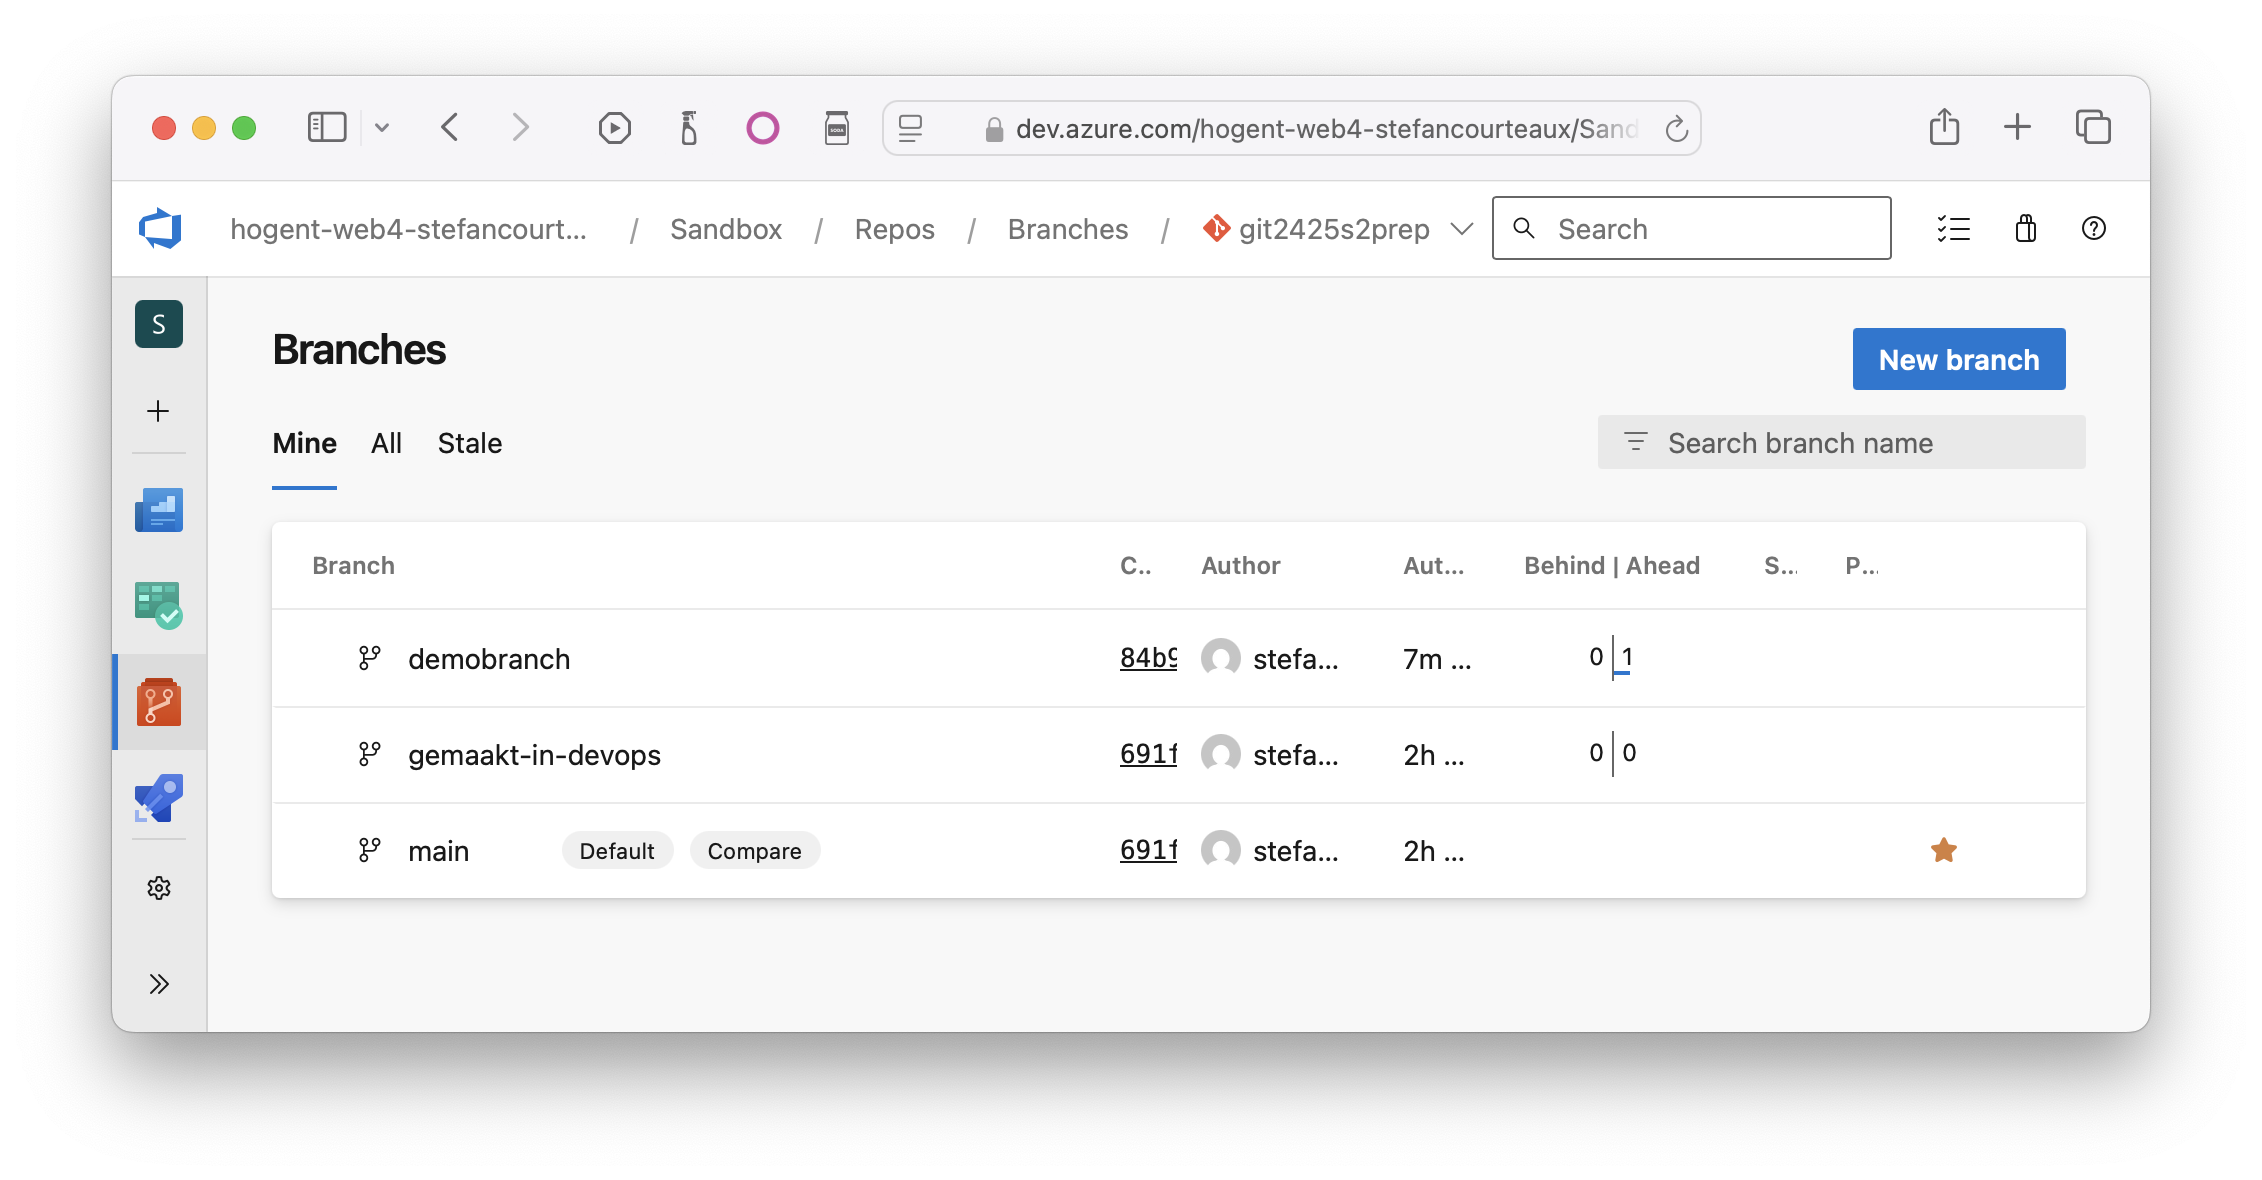 dev.azure.com/hogent-web4-stefancourteaux/Sand
hogent-web4-stefancourt... / Sandbox / Repos / Branches / git2425s2prep
Search
S
Branches
New branch
Mine All Stale
Search branch name
Branch C.. Author Aut... Behind | Ahead S... P...
demobranch 84b9 stefa... 7m ... 0 1
gemaakt-in-devops 691f stefa... 2h ... 0 0
main Default Compare 691f stefa... 2h ...